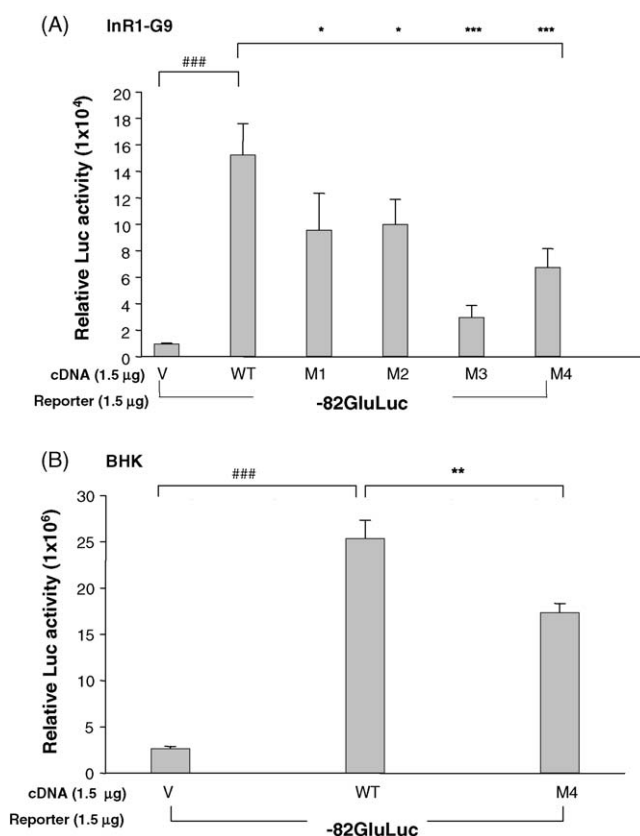 (A) InR1-G9
* * *** ***
###
Relative Luc activity (1x10⁴)
20
18
16
14
12
10
8
6
4
2
0
cDNA (1.5 µg) V WT M1 M2 M3 M4
Reporter (1.5 µg) -82GluLuc
(B) BHK
### **
Relative Luc activity (1x10⁶)
30
25
20
15
10
5
0
cDNA (1.5 µg) V WT M4
Reporter (1.5 µg) -82GluLuc